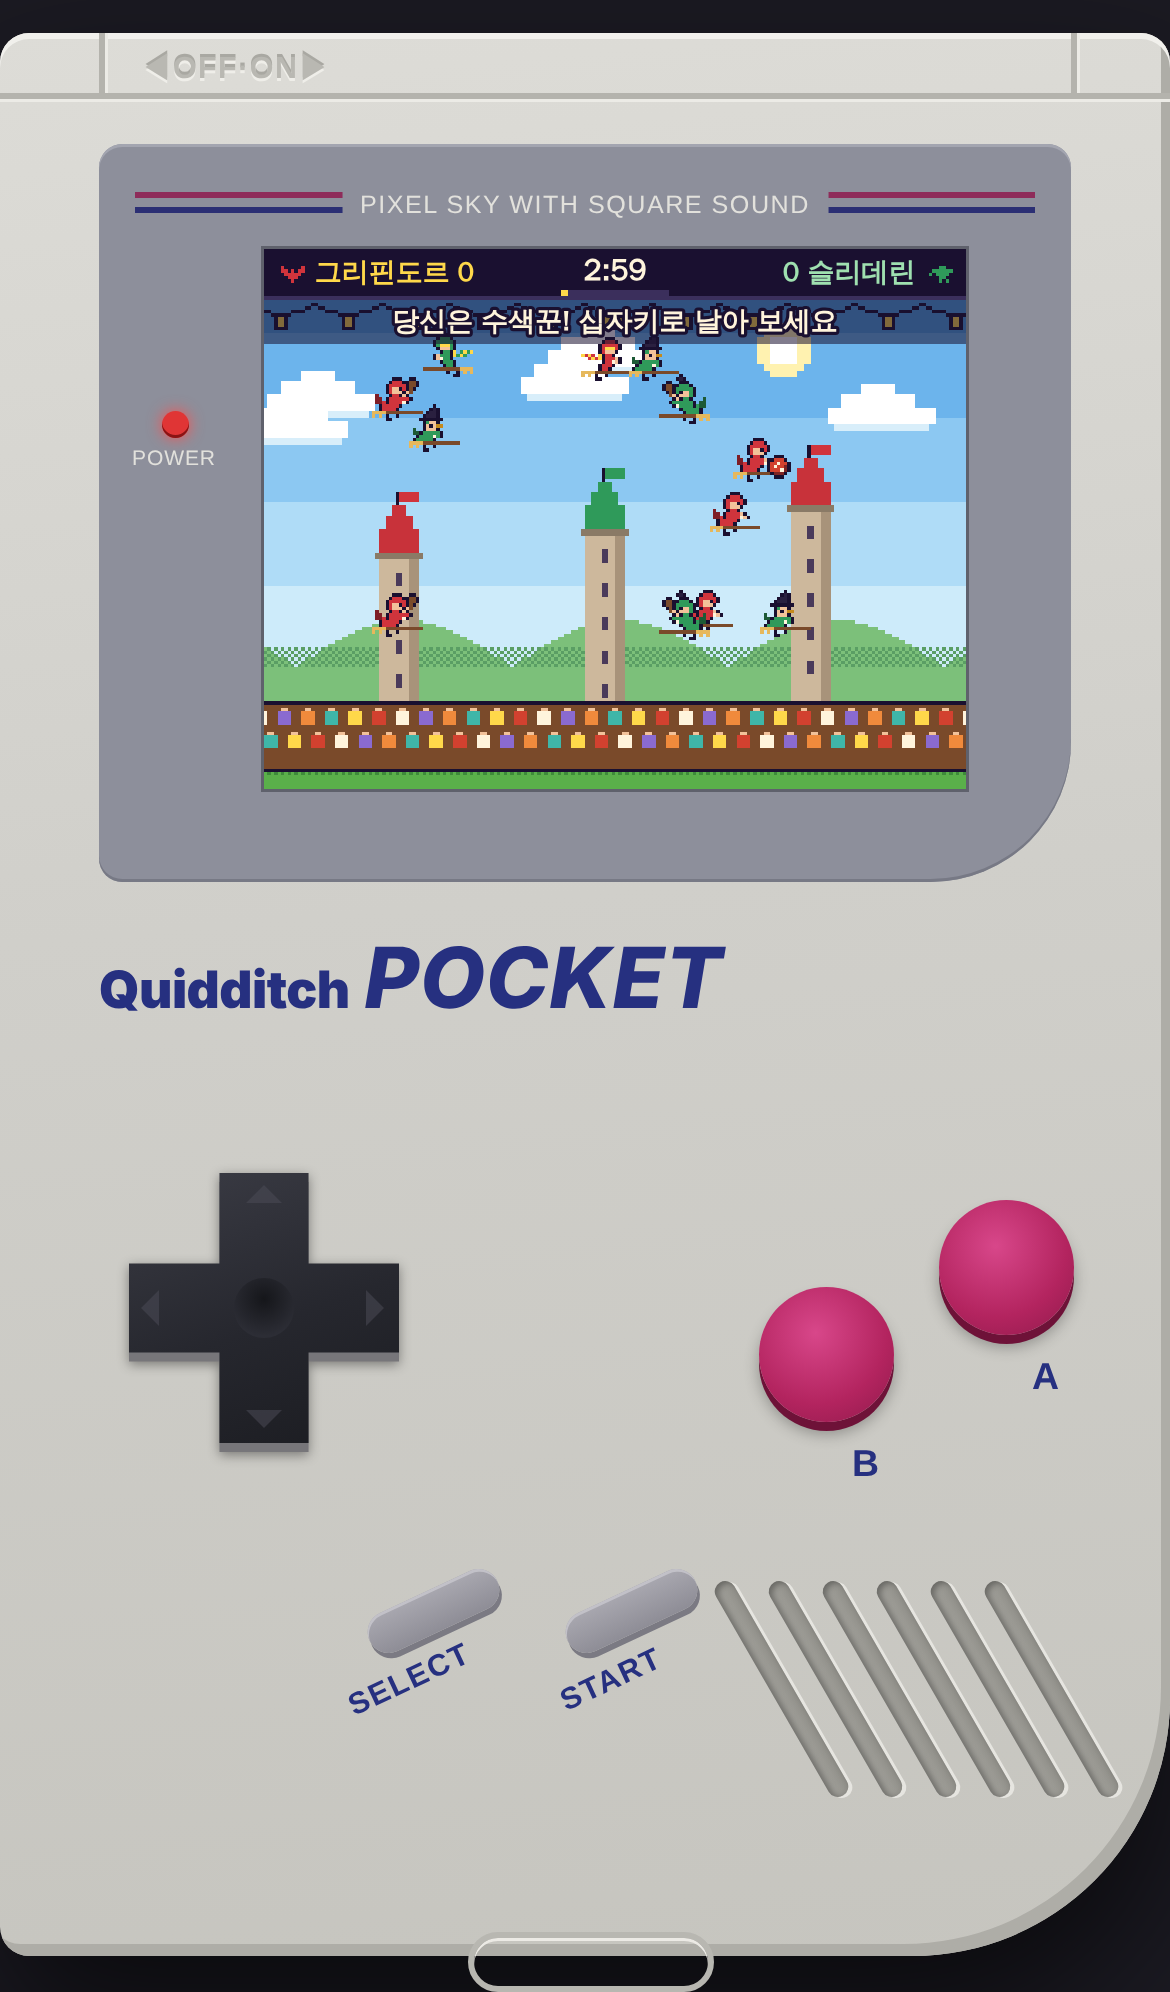 OFF·ON
PIXEL SKY WITH SQUARE SOUND
그리핀도르 0
2:59
0 슬리데린
당신은 수색꾼! 십자키로 날아 보세요
POWER
Quidditch POCKET
A
B
SELECT
START